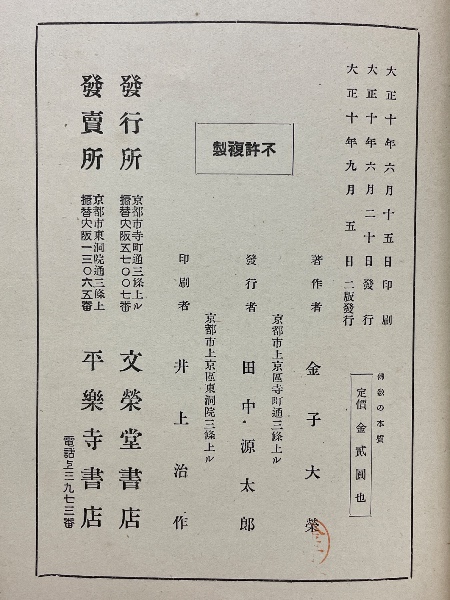 大正十年六月十五日印刷
大正十年六月二十日發行
大正十年九月五日二版發行
佛敎の本質
定價金貳圓也
著作者 金子大榮
京都市上京區寺町通三條上ル
發行者 田中源太郎
京都市上京區東洞院三條上ル
印刷者 井上治作
不許複製
發行所 京都市寺町通三條上ル 文榮堂書店
振替大阪五七〇〇七番
發賣所 京都市東洞院通三條上 平樂寺書店
振替大阪一三〇六五番
電話上三九七三番